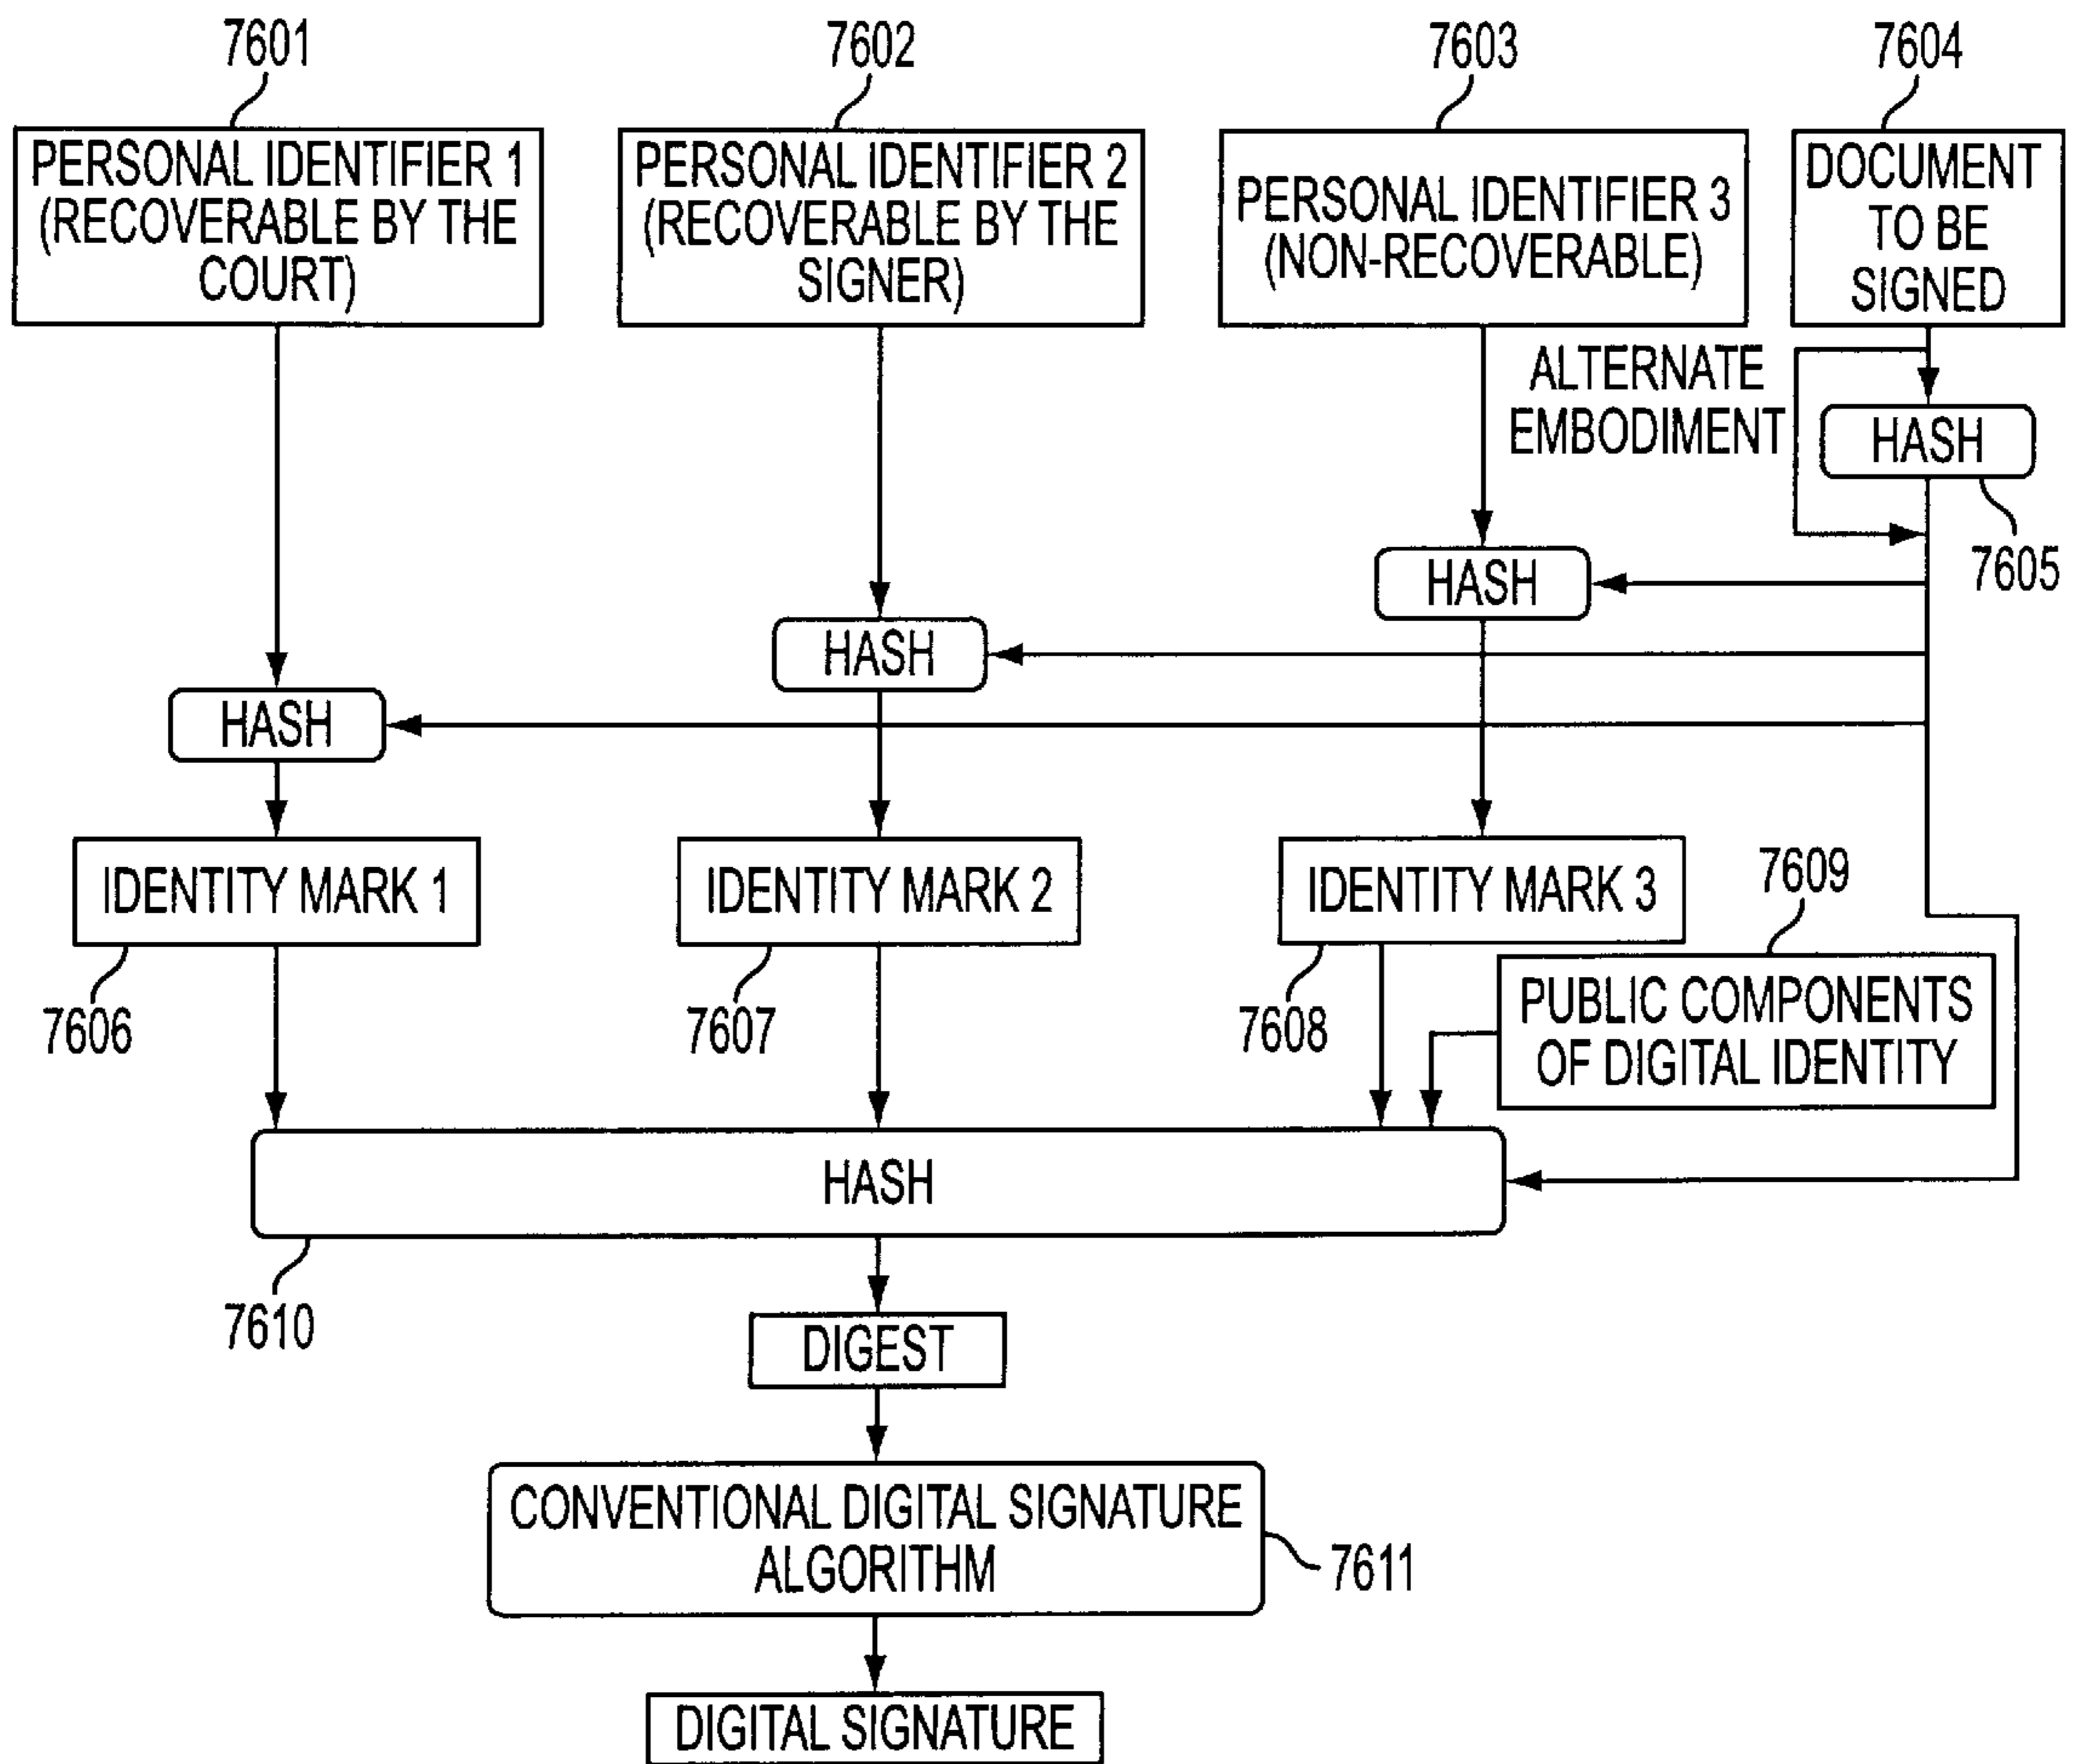 7601
7602
7603
7604
PERSONAL IDENTIFIER 1
(RECOVERABLE BY THE
COURT)
PERSONAL IDENTIFIER 2
(RECOVERABLE BY THE
SIGNER)
PERSONAL IDENTIFIER 3
(NON-RECOVERABLE)
DOCUMENT
TO BE
SIGNED
ALTERNATE
EMBODIMENT
HASH
7605
HASH
HASH
HASH
IDENTITY MARK 1
IDENTITY MARK 2
IDENTITY MARK 3
7609
7606
7607
7608
PUBLIC COMPONENTS
OF DIGITAL IDENTITY
HASH
7610
DIGEST
CONVENTIONAL DIGITAL SIGNATURE
ALGORITHM
7611
DIGITAL SIGNATURE